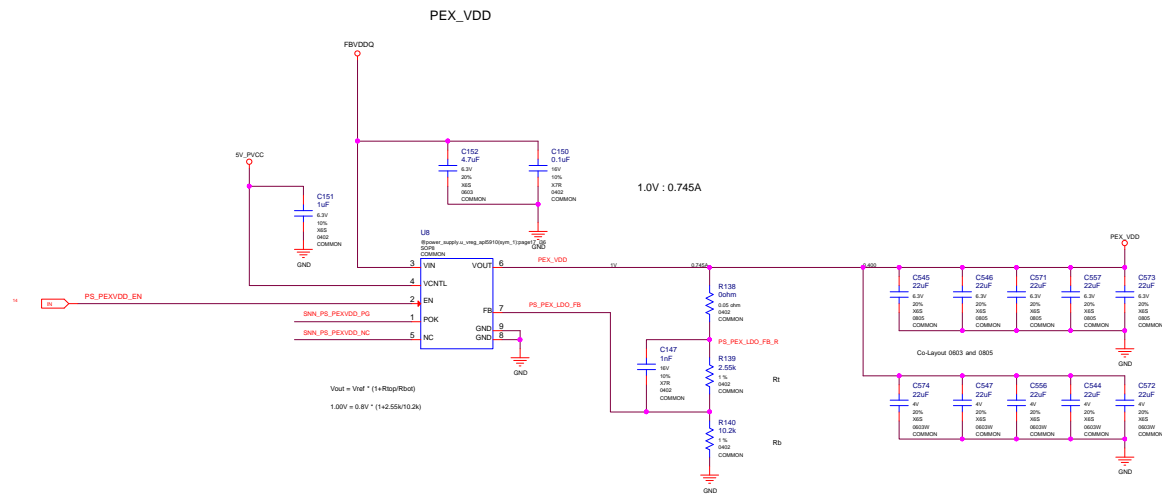 PEX_VDD
FBVDDQ
5V_PVCC
C151
1uF
6.3V
10%
X6S
0402
COMMON
GND
C152
4.7uF
6.3V
20%
X6S
0603
COMMON
C150
0.1uF
16V
10%
X7R
0402
COMMON
GND
1.0V : 0.745A
U8
@power_supply.u_vreg_apl5910(sym_1):page17_G6
SOP8
COMMON
3 VIN VOUT 6
4 VCNTL
2 EN FB 7
1 POK GND 9
5 NC GND 8
GND
14 IN PS_PEXVDD_EN
SNN_PS_PEXVDD_PG
SNN_PS_PEXVDD_NC
PEX_VDD 1V 0.745A 0.400
PS_PEX_LDO_FB
R138
0ohm
0.05 ohm
0402
COMMON
PS_PEX_LDO_FB_R
C147
1nF
16V
10%
X7R
0402
COMMON
R139
2.55k
1 %
0402
COMMON
Rt
R140
10.2k
1 %
0402
COMMON
Rb
GND
Vout = Vref * (1+Rtop/Rbot)
1.00V = 0.8V * (1+2.55k/10.2k)
PEX_VDD
C545
22uF
6.3V
20%
X6S
0805
COMMON
C546
22uF
6.3V
20%
X6S
0805
COMMON
C571
22uF
6.3V
20%
X6S
0805
COMMON
C557
22uF
6.3V
20%
X6S
0805
COMMON
C573
22uF
6.3V
20%
X6S
0805
COMMON
GND
Co-Layout 0603 and 0805
C574
22uF
4V
20%
X6S
0603W
COMMON
C547
22uF
4V
20%
X6S
0603W
COMMON
C556
22uF
4V
20%
X6S
0603W
COMMON
C544
22uF
4V
20%
X6S
0603W
COMMON
C572
22uF
4V
20%
X6S
0603W
COMMON
GND